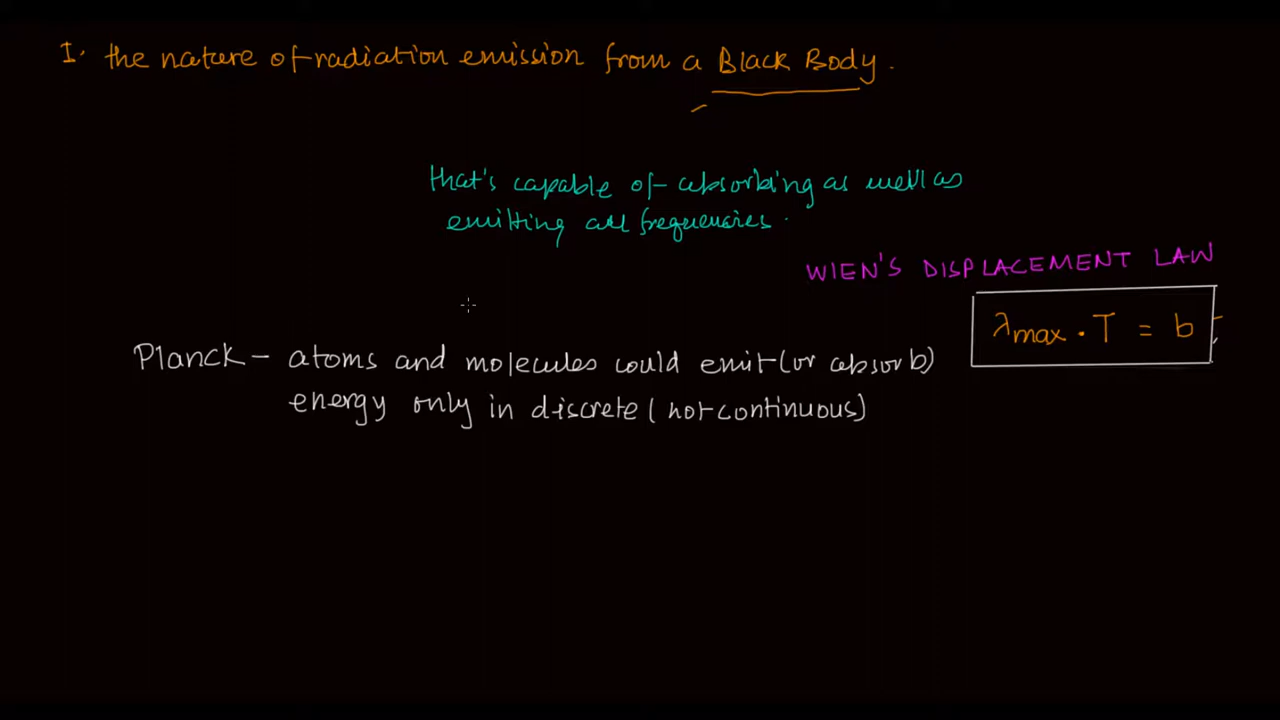 I. the nature of radiation emission from a Black Body.
that's capable of absorbing as well as
emitting all frequencies.
WIEN'S DISPLACEMENT LAW
λmax · T = b
Planck – atoms and molecules could emit (or absorb)
energy only in discrete (not continuous)